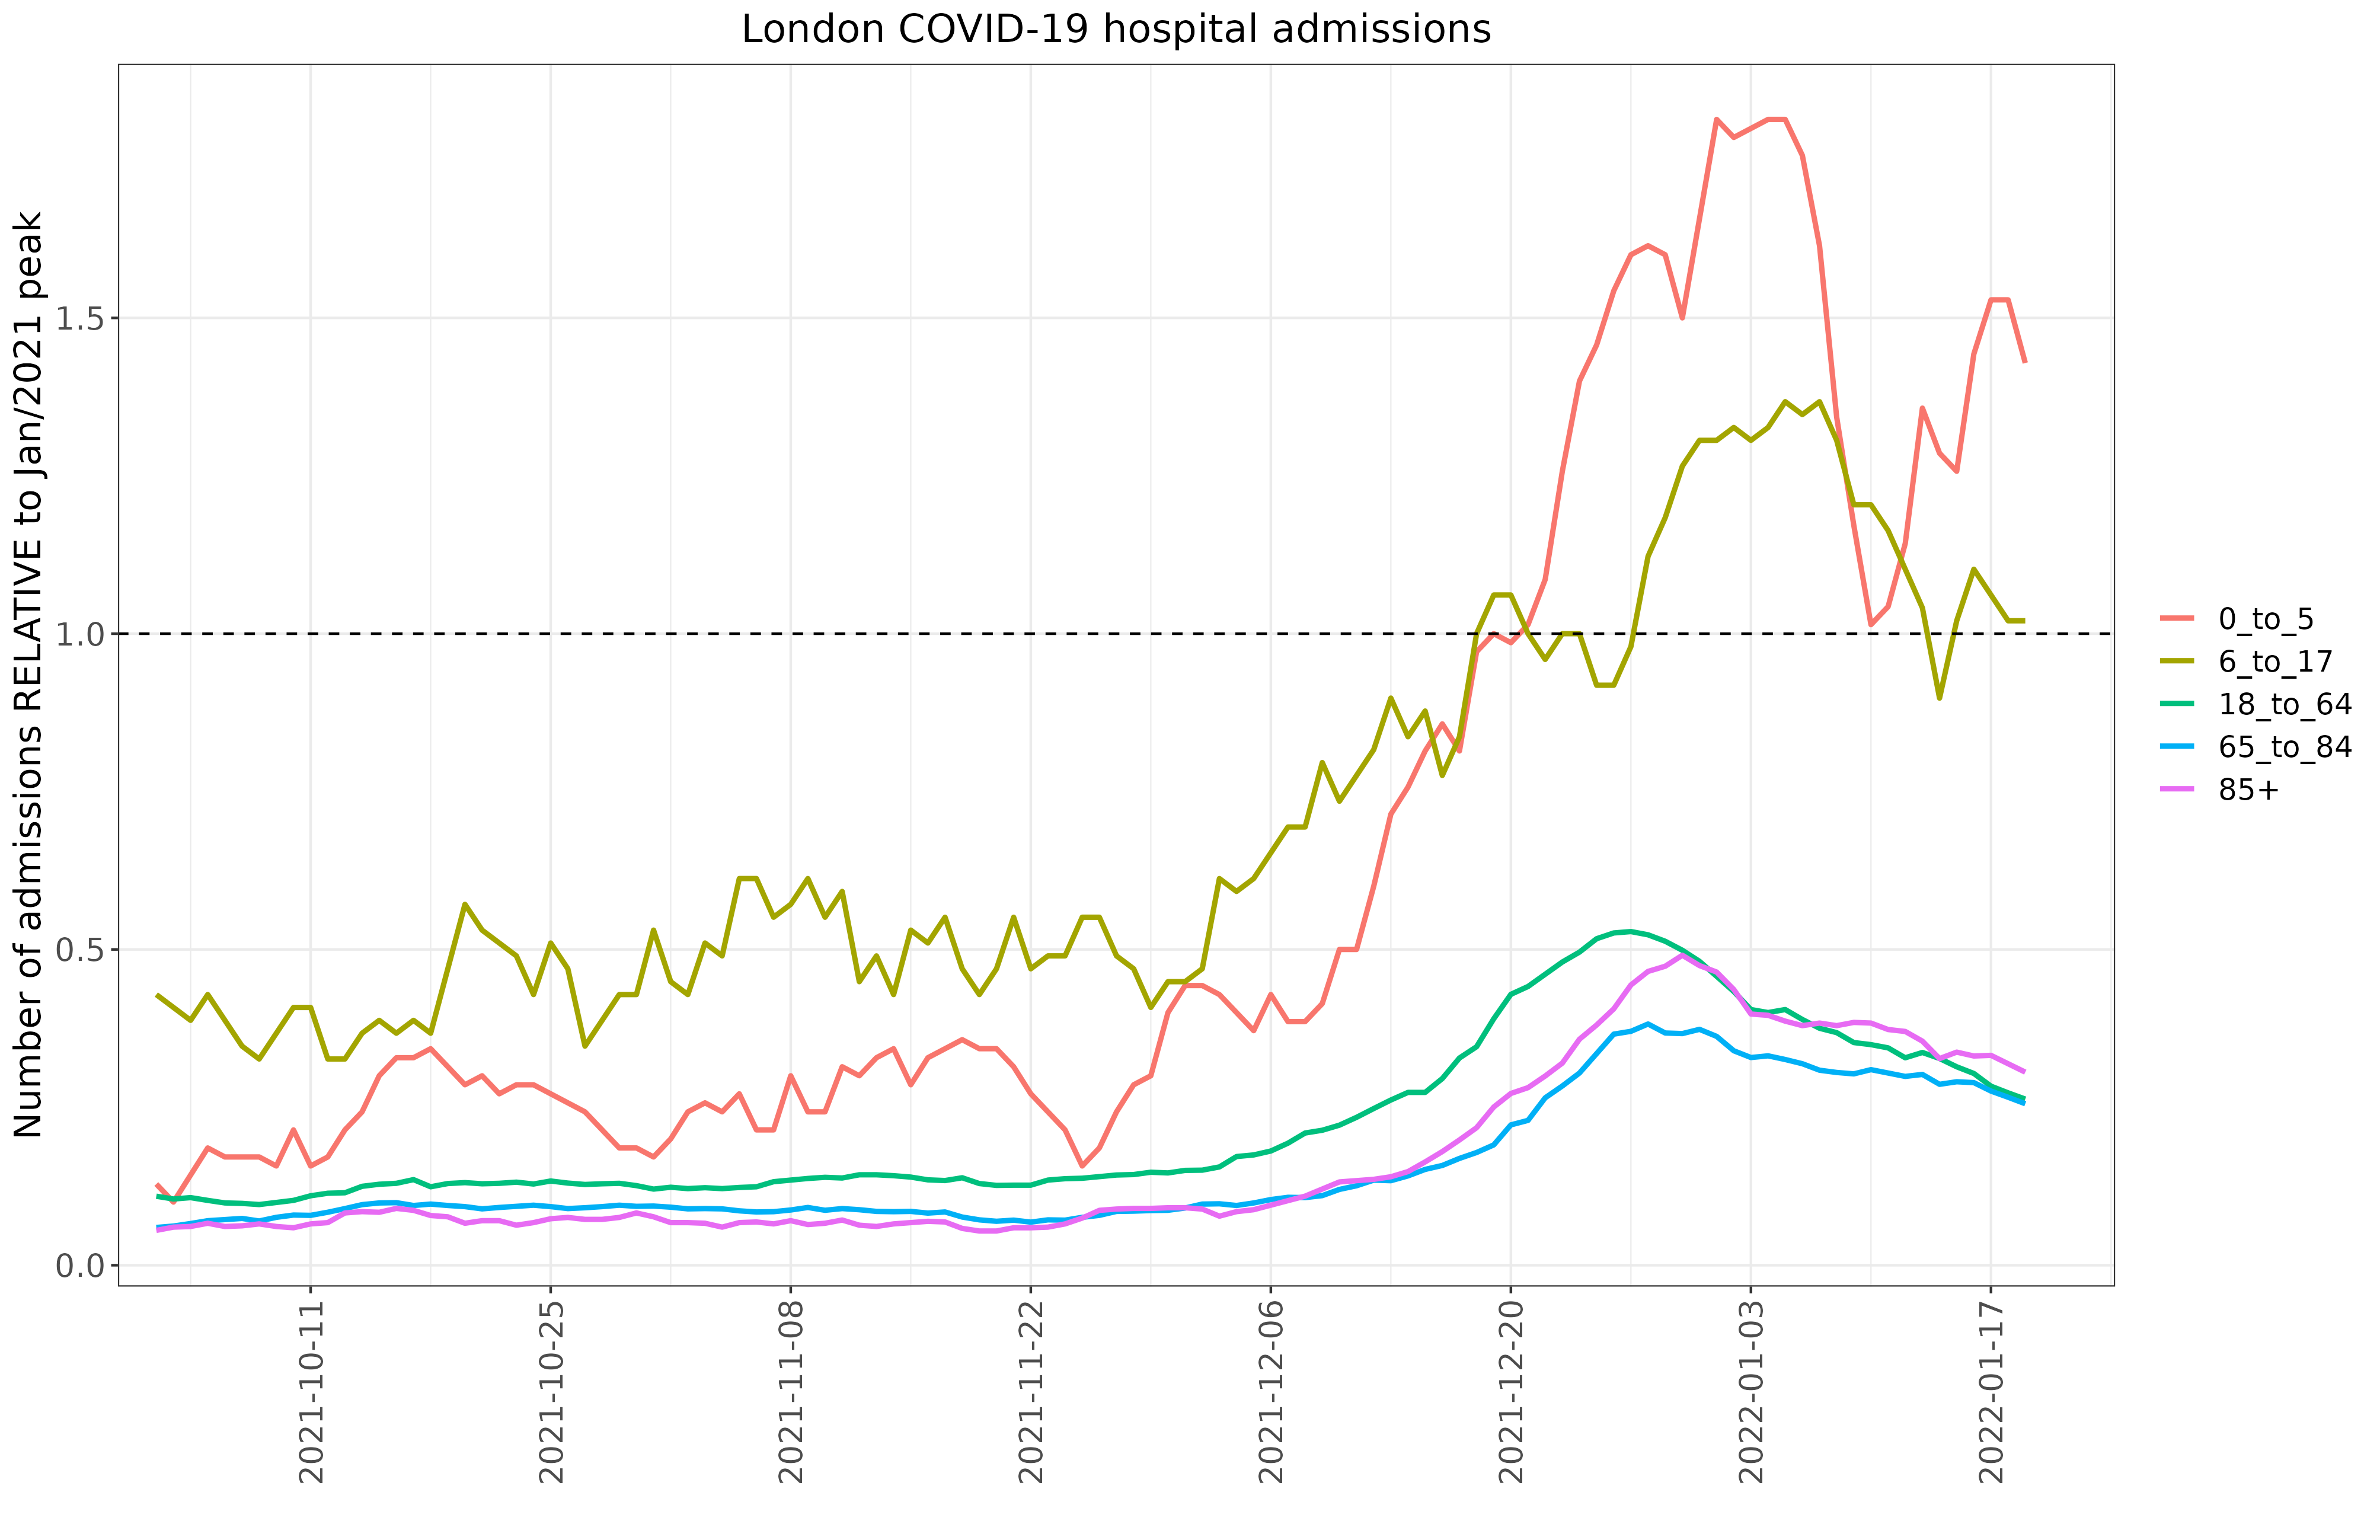 London COVID-19 hospital admissions
Number of admissions RELATIVE to Jan/2021 peak
1.5
1.0
0.5
0.0
2021-10-11
2021-10-25
2021-11-08
2021-11-22
2021-12-06
2021-12-20
2022-01-03
2022-01-17
0_to_5
6_to_17
18_to_64
65_to_84
85+